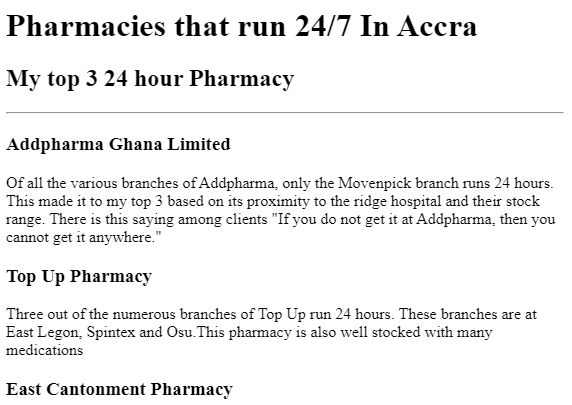 Pharmacies that run 24/7 In Accra
My top 3 24 hour Pharmacy
Addpharma Ghana Limited
Of all the various branches of Addpharma, only the Movenpick branch runs 24 hours.
This made it to my top 3 based on its proximity to the ridge hospital and their stock
range. There is this saying among clients "If you do not get it at Addpharma, then you
cannot get it anywhere."
Top Up Pharmacy
Three out of the numerous branches of Top Up run 24 hours. These branches are at
East Legon, Spintex and Osu.This pharmacy is also well stocked with many
medications
East Cantonment Pharmacy